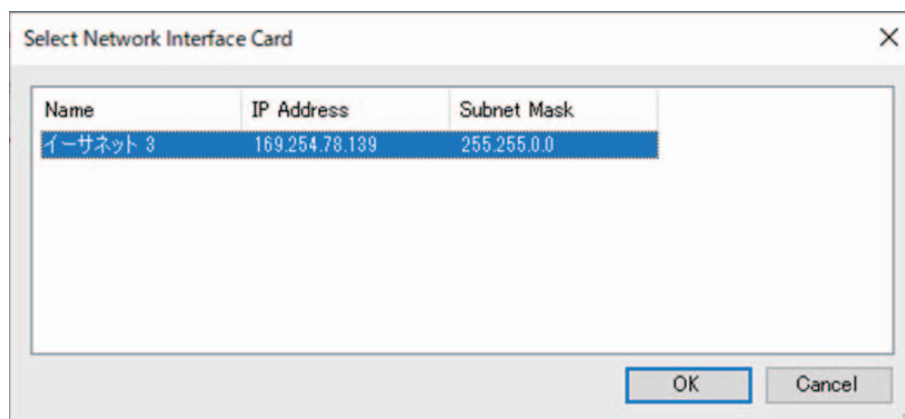 Select Network Interface Card
Name IP Address Subnet Mask
イーサネット 3 169.254.78.139 255.255.0.0
OK Cancel